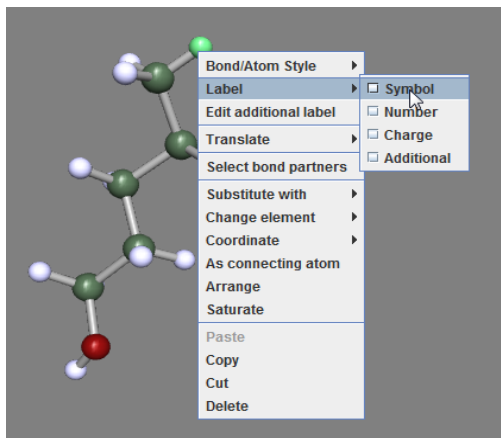 Bond/Atom Style
Label
Edit additional label
Translate
Select bond partners
Substitute with
Change element
Coordinate
As connecting atom
Arrange
Saturate
Paste
Copy
Cut
Delete
Symbol
Number
Charge
Additional